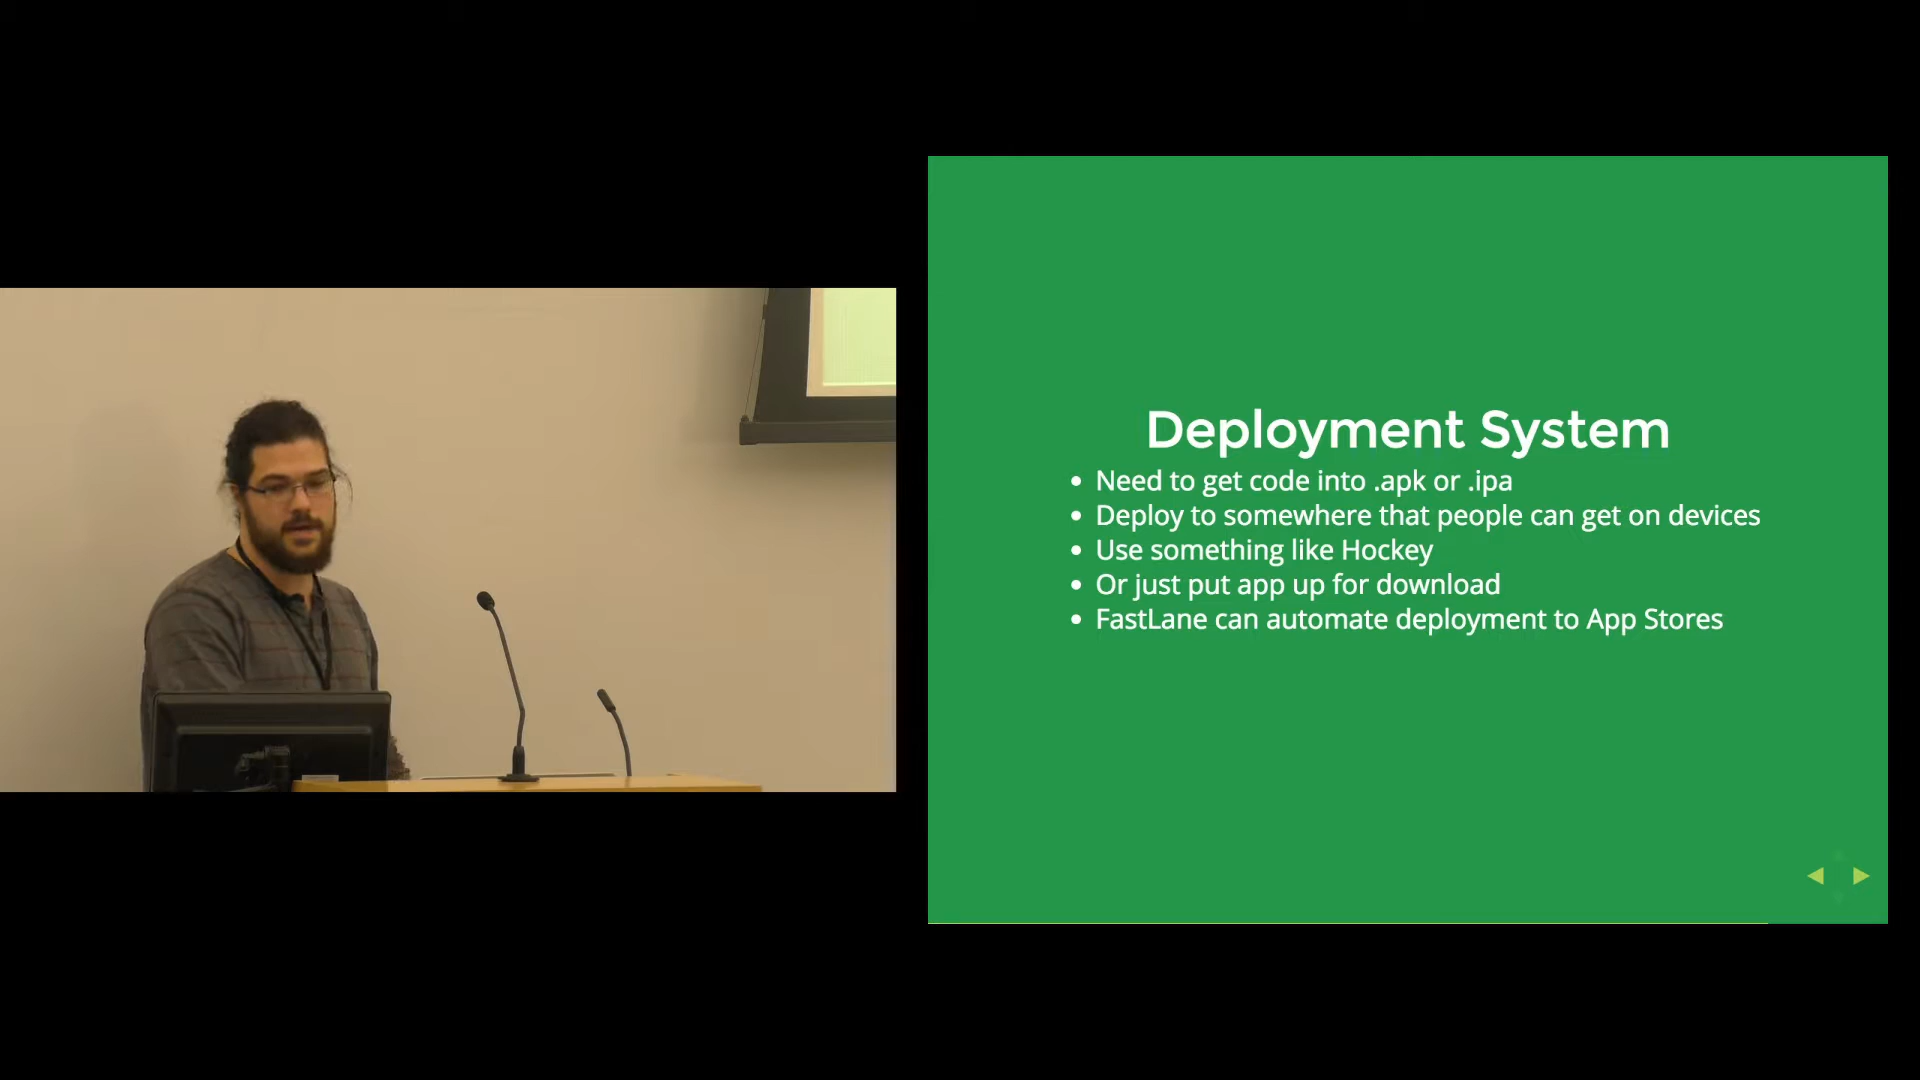 Deployment System
Need to get code into .apk or .ipa
Deploy to somewhere that people can get on devices
Use something like Hockey
Or just put app up for download
FastLane can automate deployment to App Stores